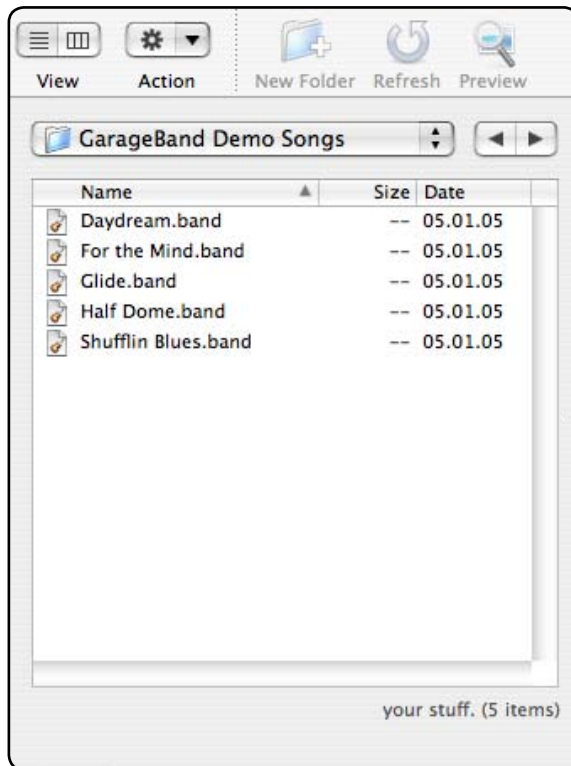 View Action New Folder Refresh Preview
GarageBand Demo Songs
Name Size Date
Daydream.band -- 05.01.05
For the Mind.band -- 05.01.05
Glide.band -- 05.01.05
Half Dome.band -- 05.01.05
Shufflin Blues.band -- 05.01.05
your stuff. (5 items)